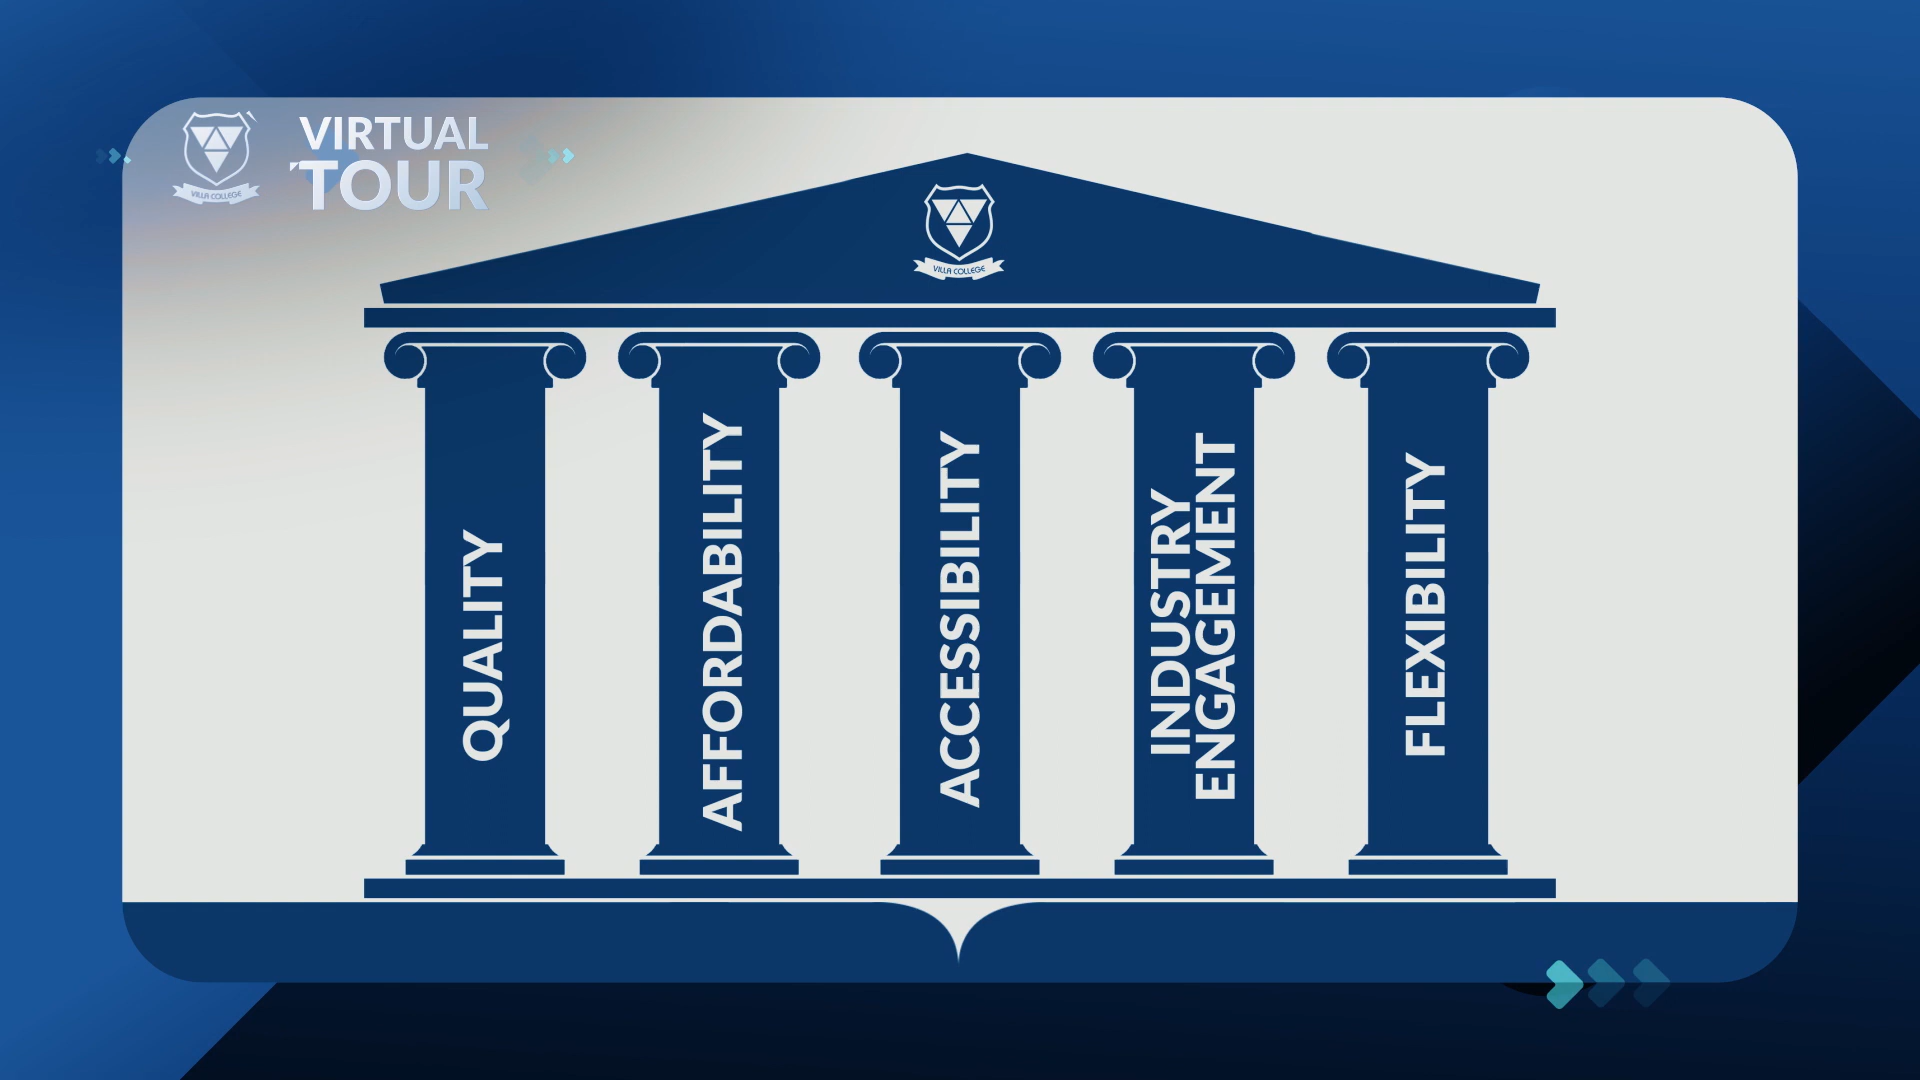 VILLA COLLEGE
VIRTUAL
TOUR
VILLA COLLEGE
QUALITY
AFFORDABILITY
ACCESSIBILITY
INDUSTRY
ENGAGEMENT
FLEXIBILITY